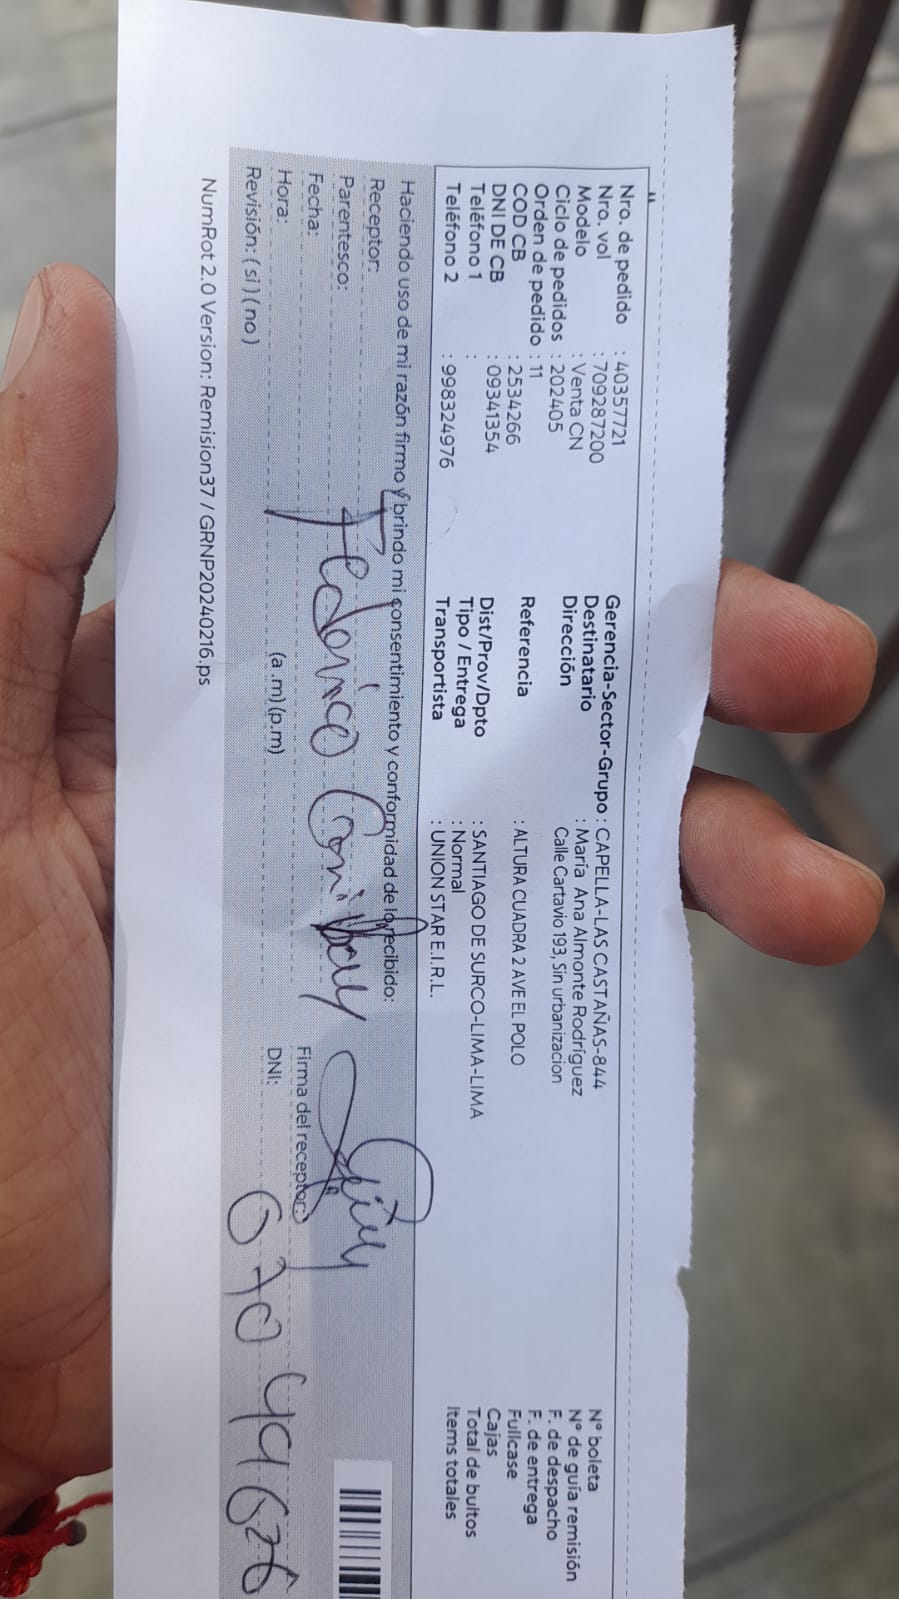 Nro. de pedido : 40357721
Nro. vol : 709287200
Modelo : Venta CN
Ciclo de pedidos : 202405
Orden de pedido : 11
COD CB : 2534266
DNI DE CB : 09341354
Teléfono 1 :
Teléfono 2 : 998324976
Gerencia-Sector-Grupo : CAPELLA-LAS CASTAÑAS-844
Destinatario : María Ana Almonte Rodríguez
Dirección Calle Cartavio 193, Sin urbanizacion
Referencia : ALTURA CUADRA 2 AVE EL POLO
Dist/Prov/Dpto : SANTIAGO DE SURCO-LIMA-LIMA
Tipo / Entrega : Normal
Transportista : UNION STAR E.I.R.L.
N° boleta
N° de guía remisión
F. de despacho
F. de entrega
Fullcase
Cajas
Total de bultos
Items totales
Haciendo uso de mi razón firmo y brindo mi consentimiento y conformidad de lo recibido:
Receptor:
Parentesco: Federico
Fecha:
Hora: (a .m) (p.m)
Revisión: ( si ) ( no )
Firma del receptor:
DNI: 07049626
NumRot 2.0 Version: Remision37 / GRNP20240216.ps